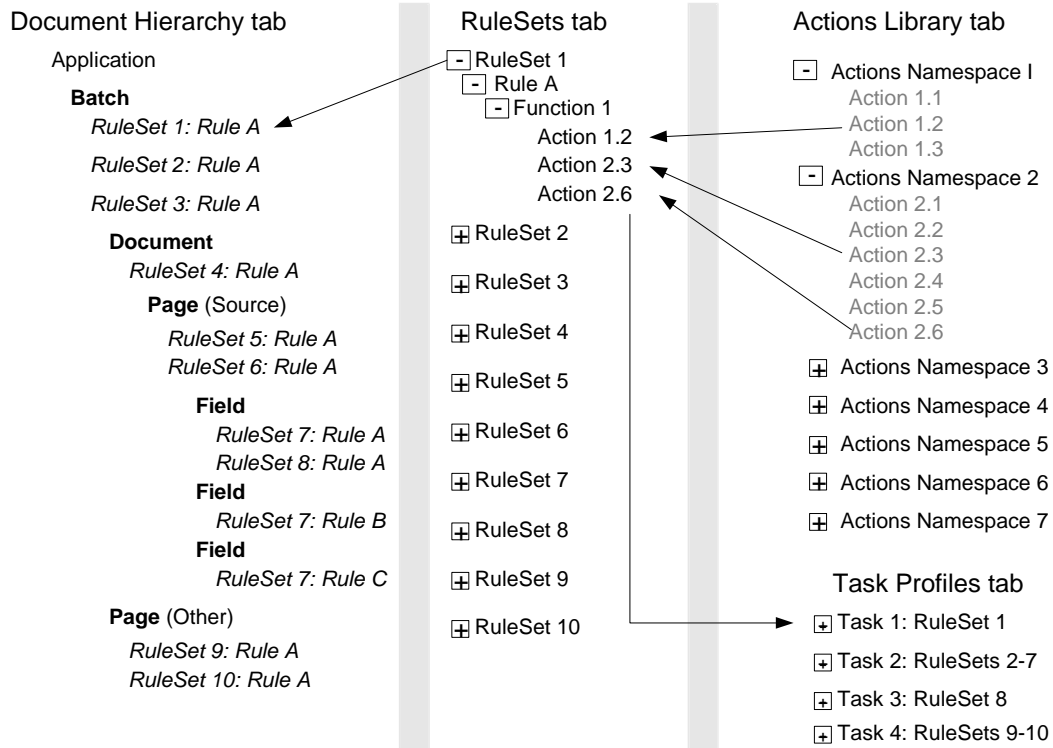 Document Hierarchy tab
Application
Batch
RuleSet 1: Rule A
RuleSet 2: Rule A
RuleSet 3: Rule A
Document
RuleSet 4: Rule A
Page (Source)
RuleSet 5: Rule A
RuleSet 6: Rule A
Field
RuleSet 7: Rule A
RuleSet 8: Rule A
Field
RuleSet 7: Rule B
Field
RuleSet 7: Rule C
Page (Other)
RuleSet 9: Rule A
RuleSet 10: Rule A
RuleSets tab
- RuleSet 1
- Rule A
- Function 1
Action 1.2
Action 2.3
Action 2.6
+ RuleSet 2
+ RuleSet 3
+ RuleSet 4
+ RuleSet 5
+ RuleSet 6
+ RuleSet 7
+ RuleSet 8
+ RuleSet 9
+ RuleSet 10
Actions Library tab
- Actions Namespace I
Action 1.1
Action 1.2
Action 1.3
- Actions Namespace 2
Action 2.1
Action 2.2
Action 2.3
Action 2.4
Action 2.5
Action 2.6
+ Actions Namespace 3
+ Actions Namespace 4
+ Actions Namespace 5
+ Actions Namespace 6
+ Actions Namespace 7
Task Profiles tab
+ Task 1: RuleSet 1
+ Task 2: RuleSets 2-7
+ Task 3: RuleSet 8
+ Task 4: RuleSets 9-10